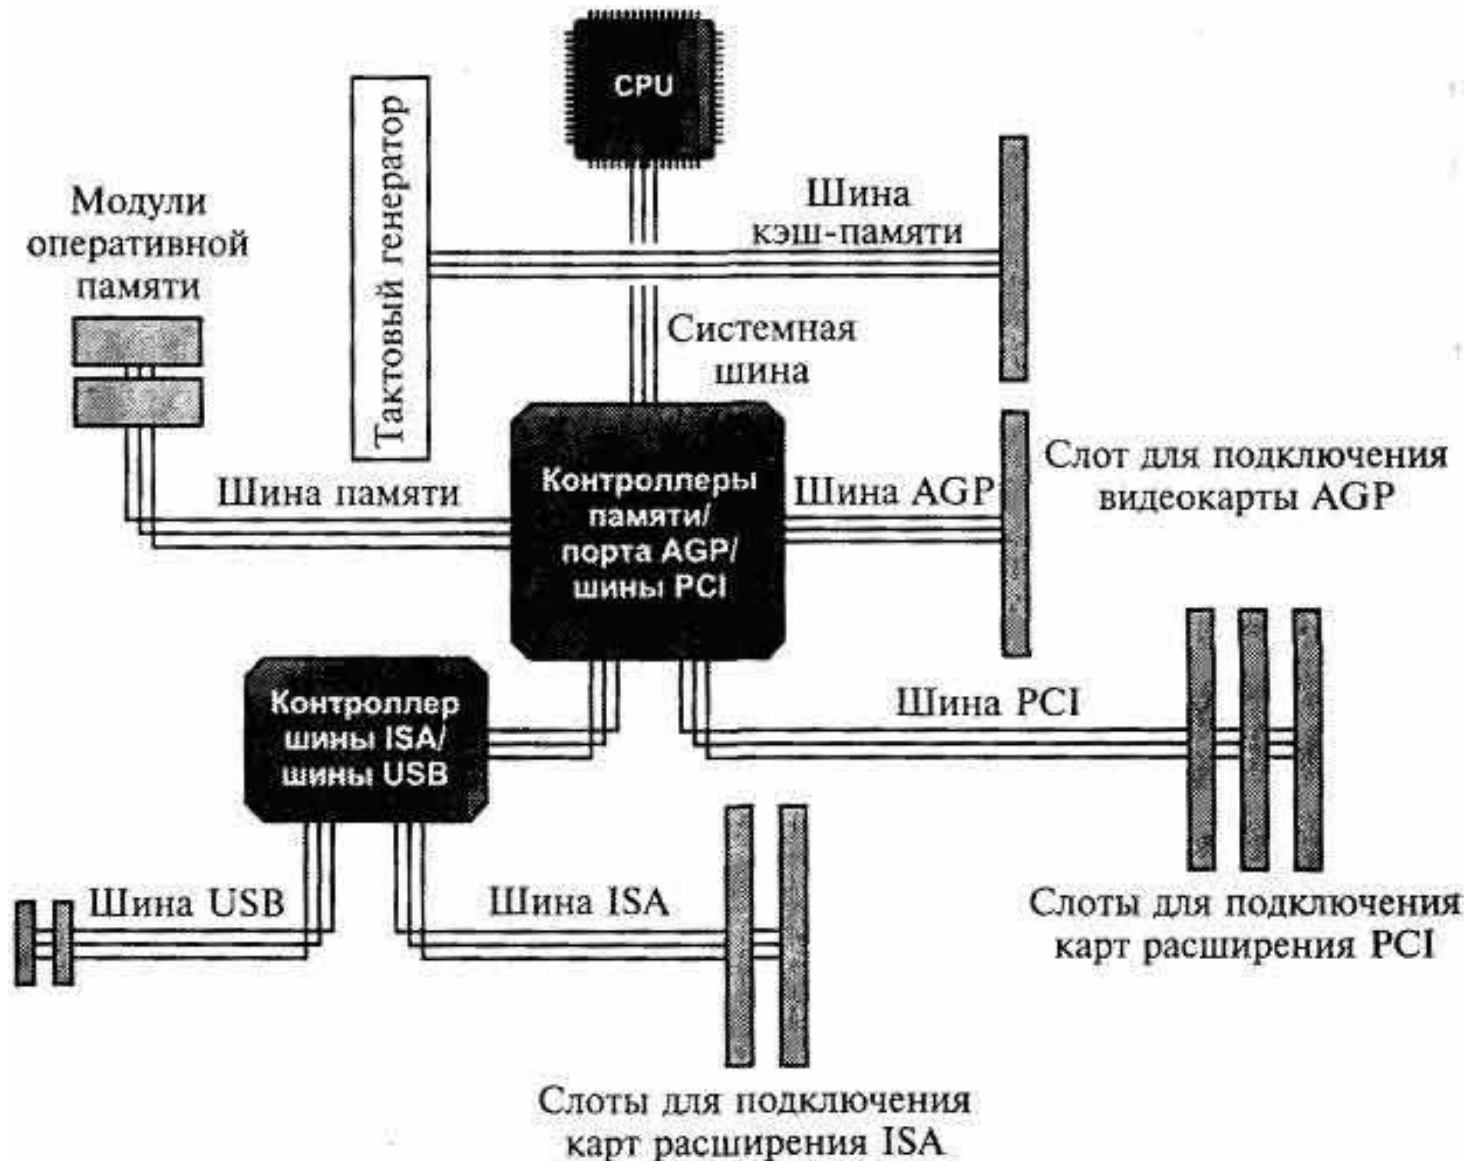 CPU
Тактовый генератор
Модули
оперативной
памяти
Шина
кэш-памяти
Системная
шина
Шина памяти
Контроллеры
памяти/
порта AGP/
шины PCI
Шина AGP
Слот для подключения
видеокарты AGP
Контроллер
шины ISA/
шины USB
Шина PCI
Шина USB
Шина ISA
Слоты для подключения
карт расширения PCI
Слоты для подключения
карт расширения ISA